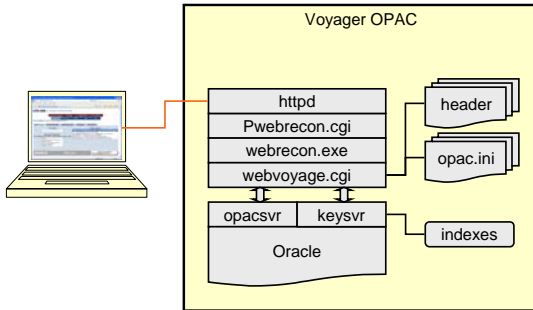 Voyager OPAC
httpd
Pwebrecon.cgi
webrecon.exe
webvoyage.cgi
opacsvr
keysvr
Oracle
header
opac.ini
indexes